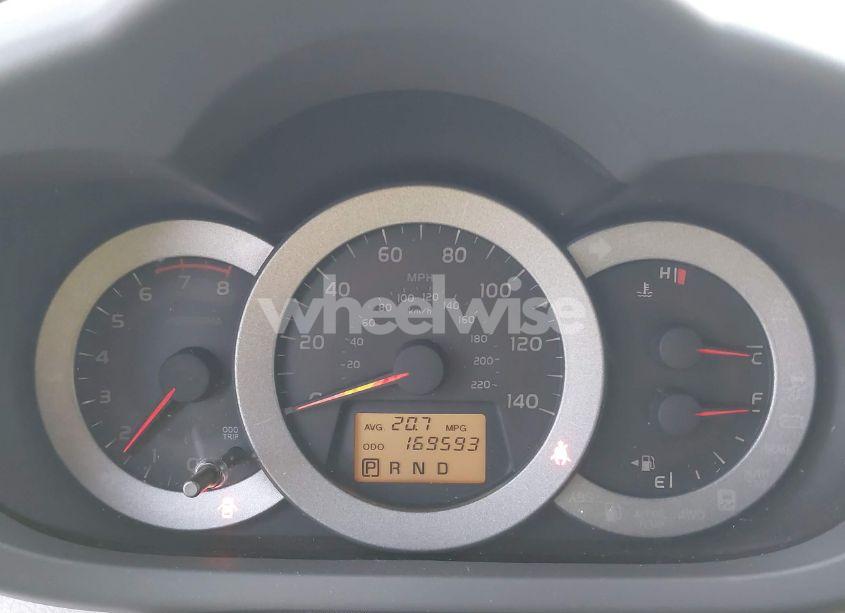 6 7 8
5
3
2
ODO
TRIP
0 20 40 60 80 100 120 140
MPH
km/h
20 40 60 80 100 120 140 160 180 200 220
AVG. 20.7 MPG
ODO 169593
P R N D
H
C
F
E
wheelwise